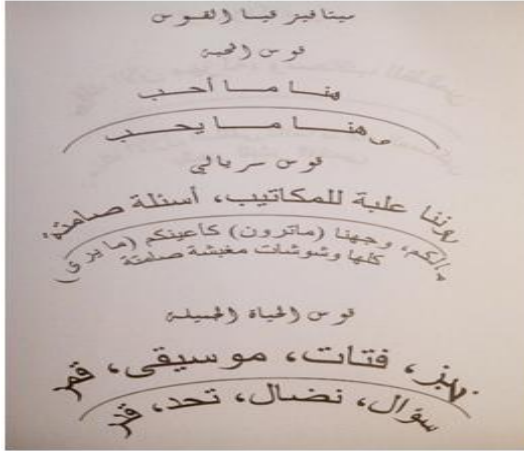 ميتافيزيقيا القوس
قوس المحبة
هنا ما أحب
وهنا ما يحب
قوس سريالي
علبة للمكاتيب، أسئلة صامتة
وجهنا (ماترون) كأعينكم (ما يرى)
كلها وشوشات مغبشة صامتة
قوس الحياة الجميلة
فتات، موسيقى، قمر
سؤال، نضال، تحد، قدر